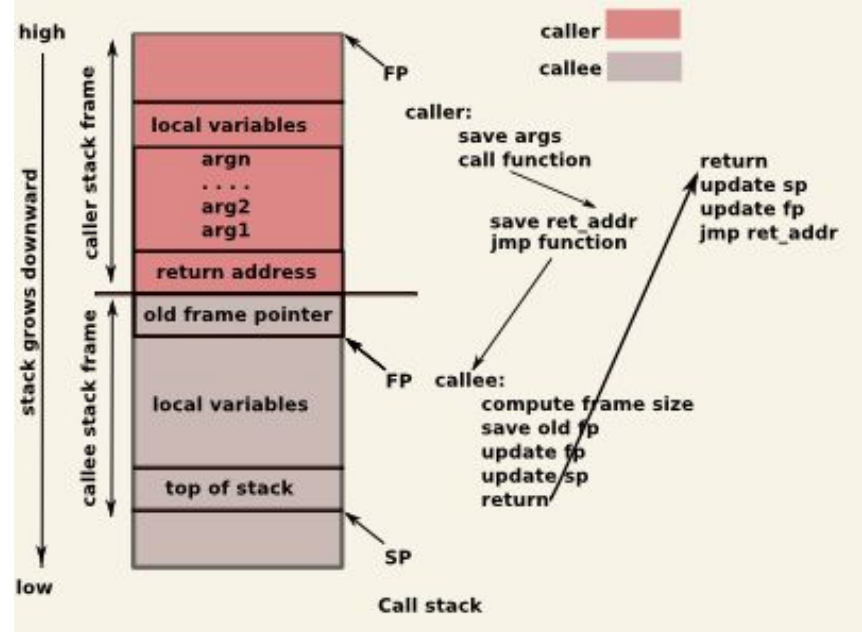 high
caller
callee
FP
caller stack frame
local variables
argn
. . . .
arg2
arg1
return address
stack grows downward
old frame pointer
FP
callee stack frame
local variables
top of stack
SP
low
caller:
save args
call function
save ret_addr
jmp function
callee:
compute frame size
save old fp
update fp
update sp
return
return
update sp
update fp
jmp ret_addr
Call stack